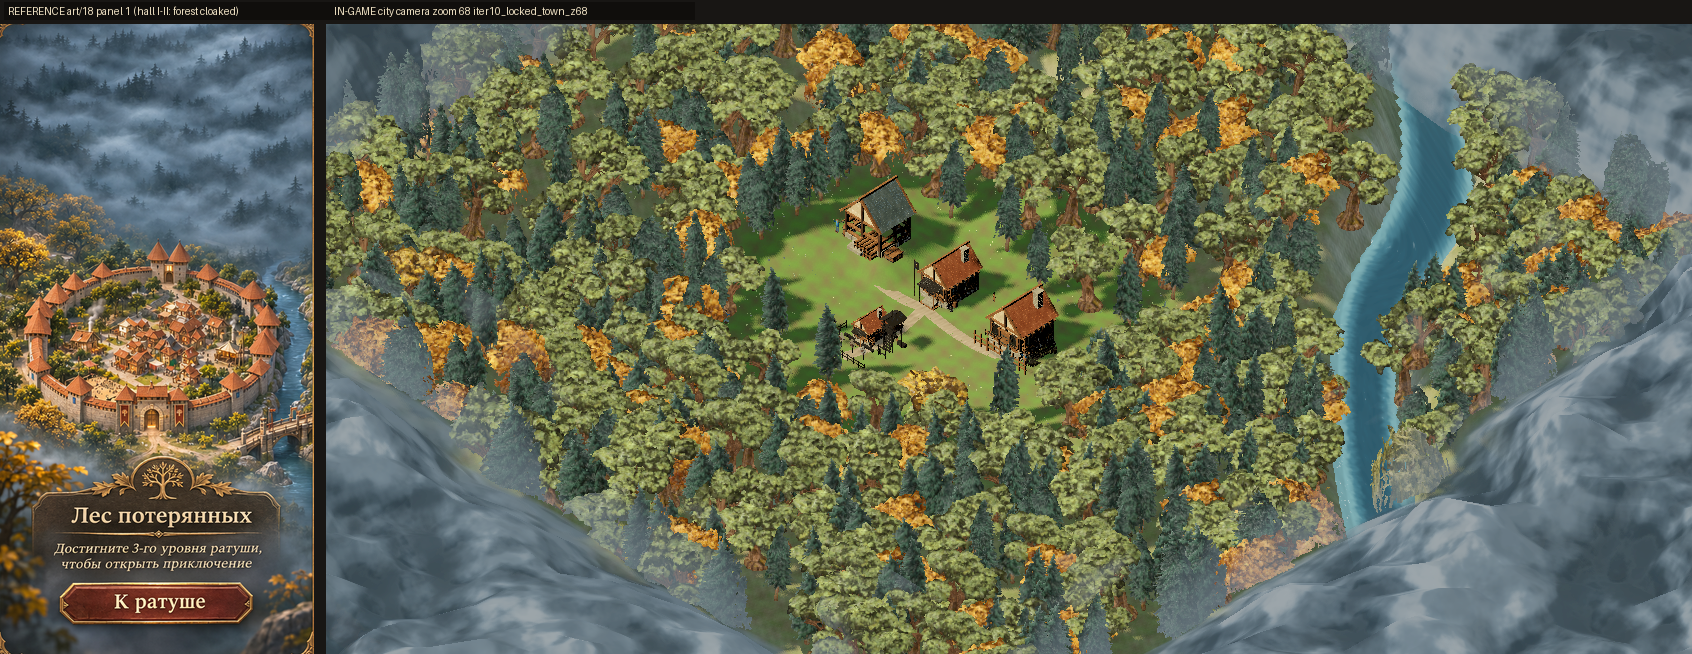 REFERENCE art/18 panel 1 (hall I-II: forest cloaked)
IN-GAME city camera zoom 68 iter10_locked_town_z68
Лес потерянных
Достигните 3-го уровня ратуши,
чтобы открыть приключение
К ратуше